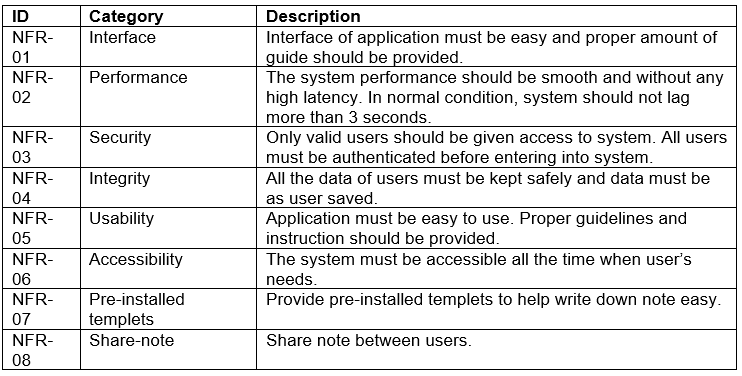 ID Category Description
NFR- Interface Interface of application must be easy and proper amount of
01 guide should be provided.
NFR- Performance The system performance should be smooth and without any
02 high latency. In normal condition, system should not lag
more than 3 seconds.
NFR- Security Only valid users should be given access to system. All users
03 must be authenticated before entering into system.
NFR- Integrity All the data of users must be kept safely and data must be
04 as user saved.
NFR- Usability Application must be easy to use. Proper guidelines and
05 instruction should be provided.
NFR- Accessibility The system must be accessible all the time when user’s
06 needs.
NFR- Pre-installed Provide pre-installed templets to help write down note easy.
07 templets
NFR- Share-note Share note between users.
08